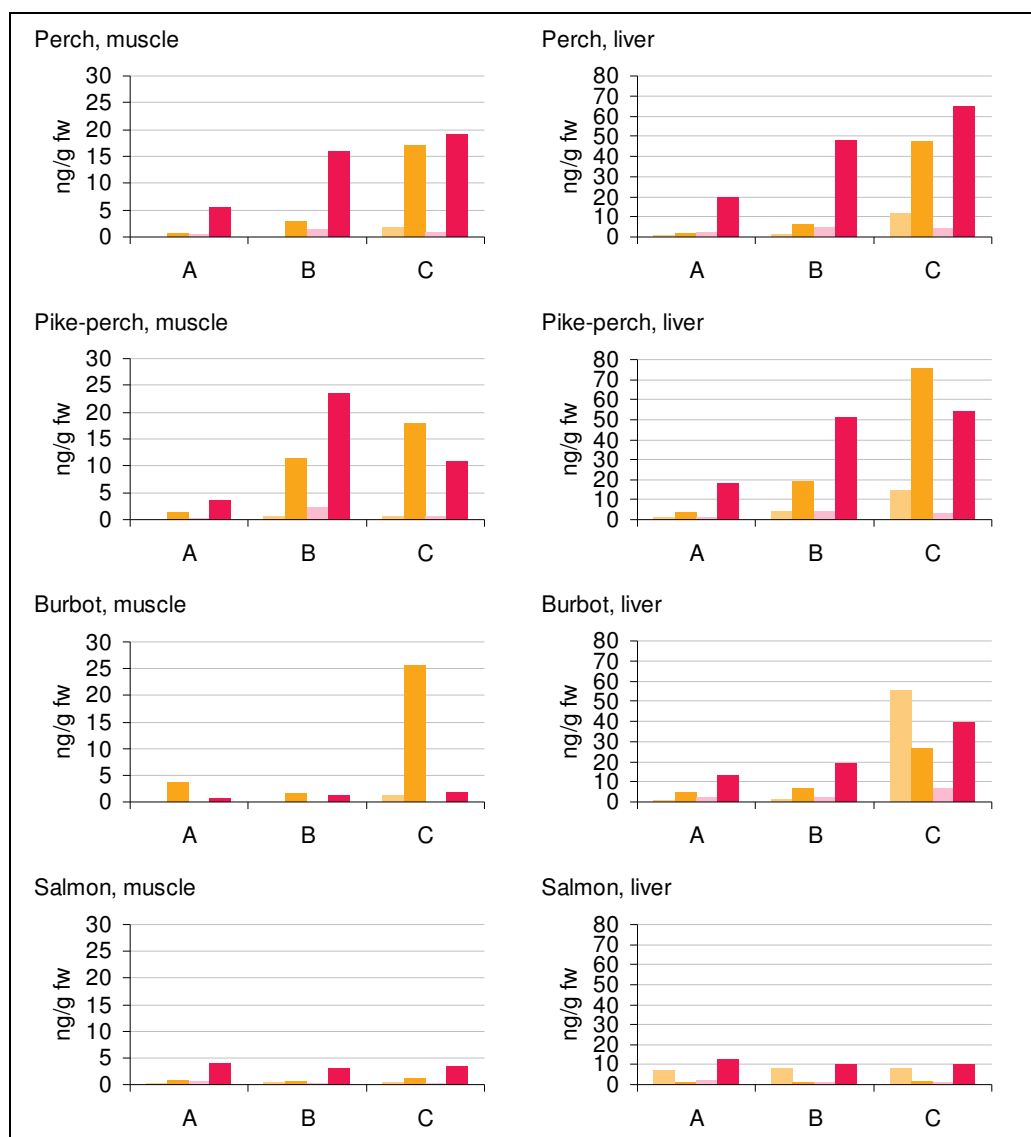 Perch, muscle
30
25
20
15
10
5
0
ng/g fw
A B C
Perch, liver
80
70
60
50
40
30
20
10
0
ng/g fw
A B C
Pike-perch, muscle
30
25
20
15
10
5
0
ng/g fw
A B C
Pike-perch, liver
80
70
60
50
40
30
20
10
0
ng/g fw
A B C
Burbot, muscle
30
25
20
15
10
5
0
ng/g fw
A B C
Burbot, liver
80
70
60
50
40
30
20
10
0
ng/g fw
A B C
Salmon, muscle
30
25
20
15
10
5
0
ng/g fw
A B C
Salmon, liver
80
70
60
50
40
30
20
10
0
ng/g fw
A B C